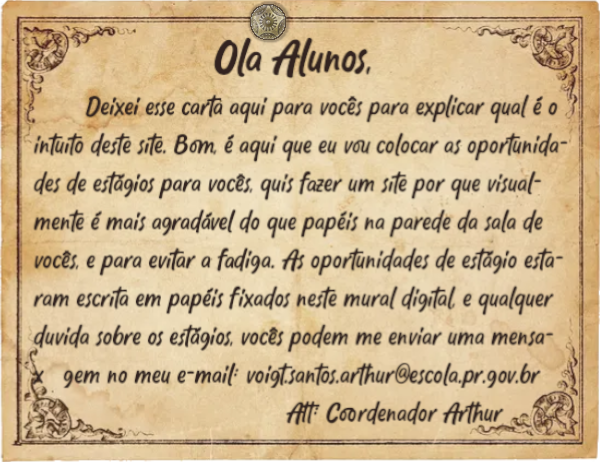 Ola Alunos,
Deixei esse carta aqui para vocês para explicar qual é o
intuito deste site. Bom, é aqui que eu vou colocar as oportunida-
des de estágios para vocês, quis fazer um site por que visual-
mente é mais agradável do que papéis na parede da sala de
vocês, e para evitar a fadiga. As oportunidades de estágio esta-
ram escrita em papéis fixados neste mural digital, e qualquer
duvida sobre os estágios, vocês podem me enviar uma mensa-
x gem no meu e-mail: voigt.santos.arthur@escola.pr.gov.br
Att: Coordenador Arthur